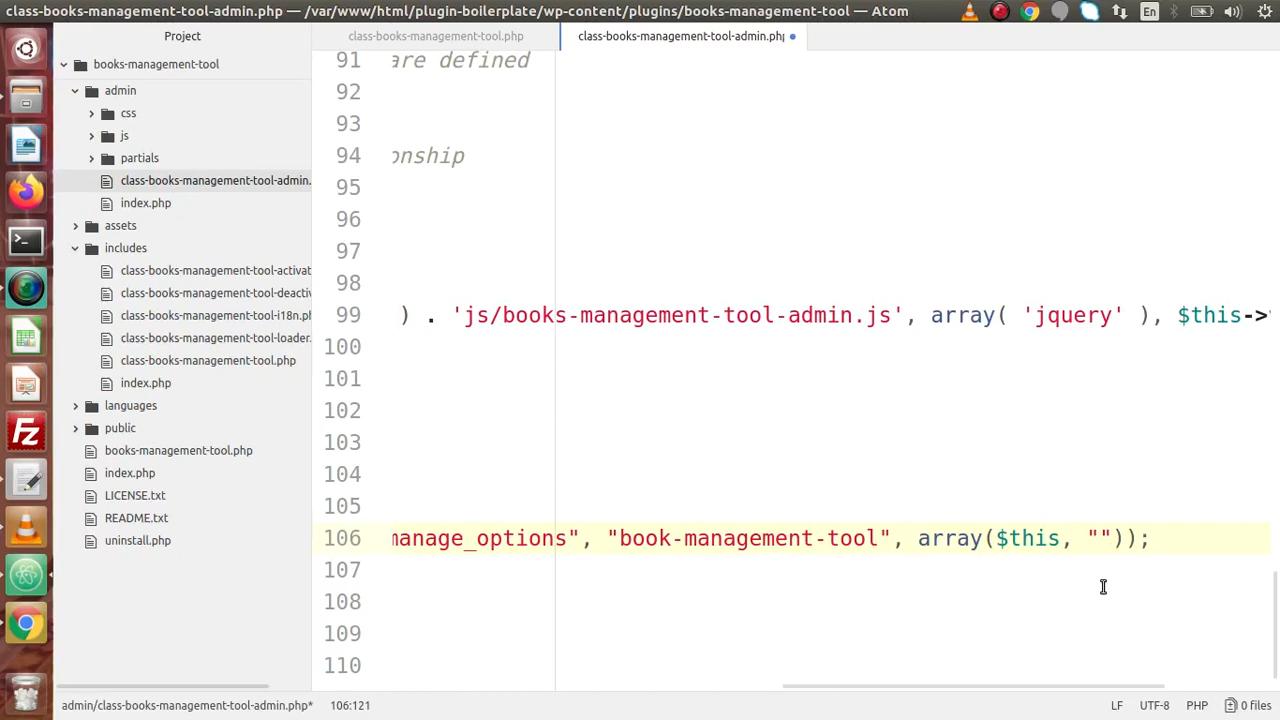 class-books-management-tool-admin.php — /var/www/html/plugin-boilerplate/wp-content/plugins/books-management-tool — Atom
En
Project
class-books-management-tool.php
class-books-management-tool-admin.php
books-management-tool
admin
css
js
partials
class-books-management-tool-admin.
index.php
assets
includes
class-books-management-tool-activat
class-books-management-tool-deactiv
class-books-management-tool-i18n.ph
class-books-management-tool-loader.
class-books-management-tool.php
index.php
languages
public
books-management-tool.php
index.php
LICENSE.txt
README.txt
uninstall.php
91 are defined
92
93
94 onship
95
96
97
98
99 ) . 'js/books-management-tool-admin.js', array( 'jquery' ), $this->
100
101
102
103
104
105
106 manage_options", "book-management-tool", array($this, ""));
107
108
109
110
admin/class-books-management-tool-admin.php* 106:121
LF UTF-8 PHP 0 files